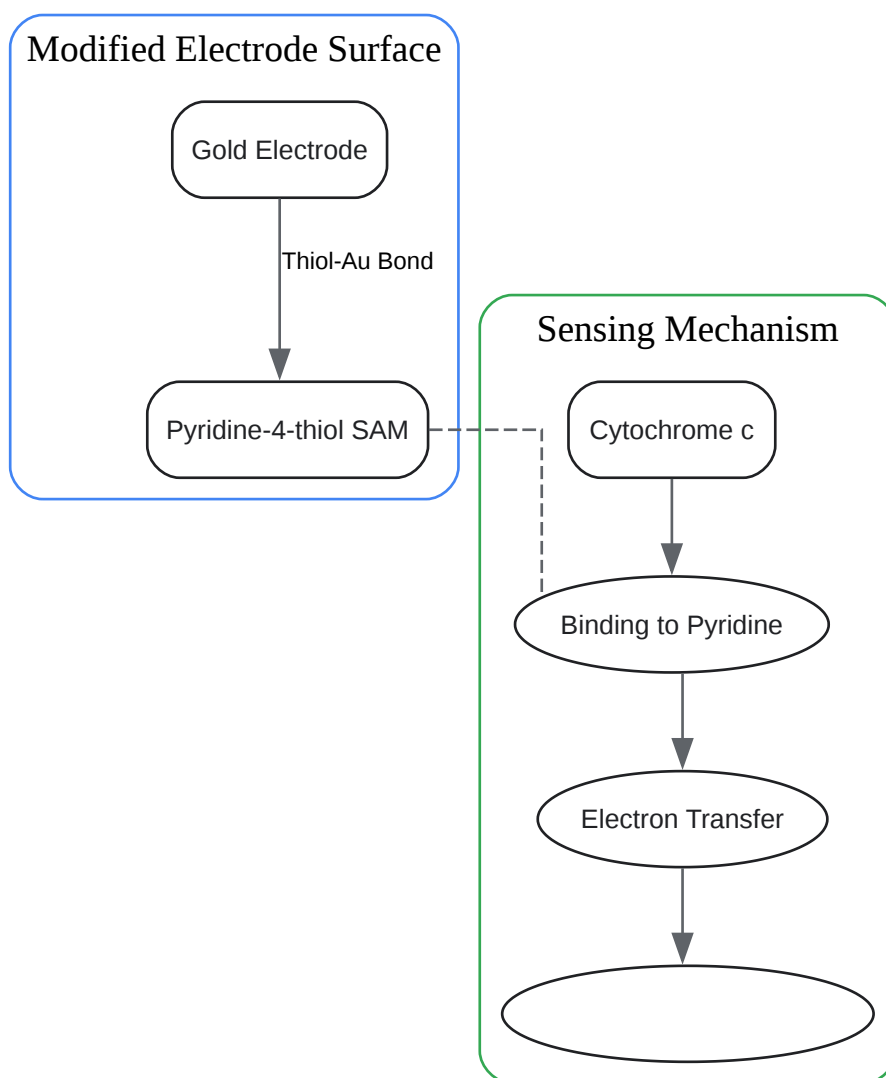 Modified Electrode Surface
Gold Electrode
Thiol-Au Bond
Pyridine-4-thiol SAM
Sensing Mechanism
Cytochrome c
Binding to Pyridine
Electron Transfer